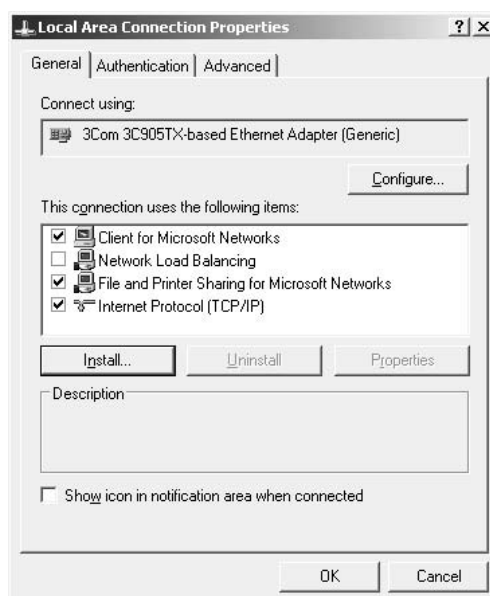 Local Area Connection Properties ? ×
General Authentication Advanced
Connect using:
3Com 3C905TX-based Ethernet Adapter (Generic)
Configure...
This connection uses the following items:
Client for Microsoft Networks
Network Load Balancing
File and Printer Sharing for Microsoft Networks
Internet Protocol (TCP/IP)
Install... Uninstall Properties
Description
Show icon in notification area when connected
OK Cancel